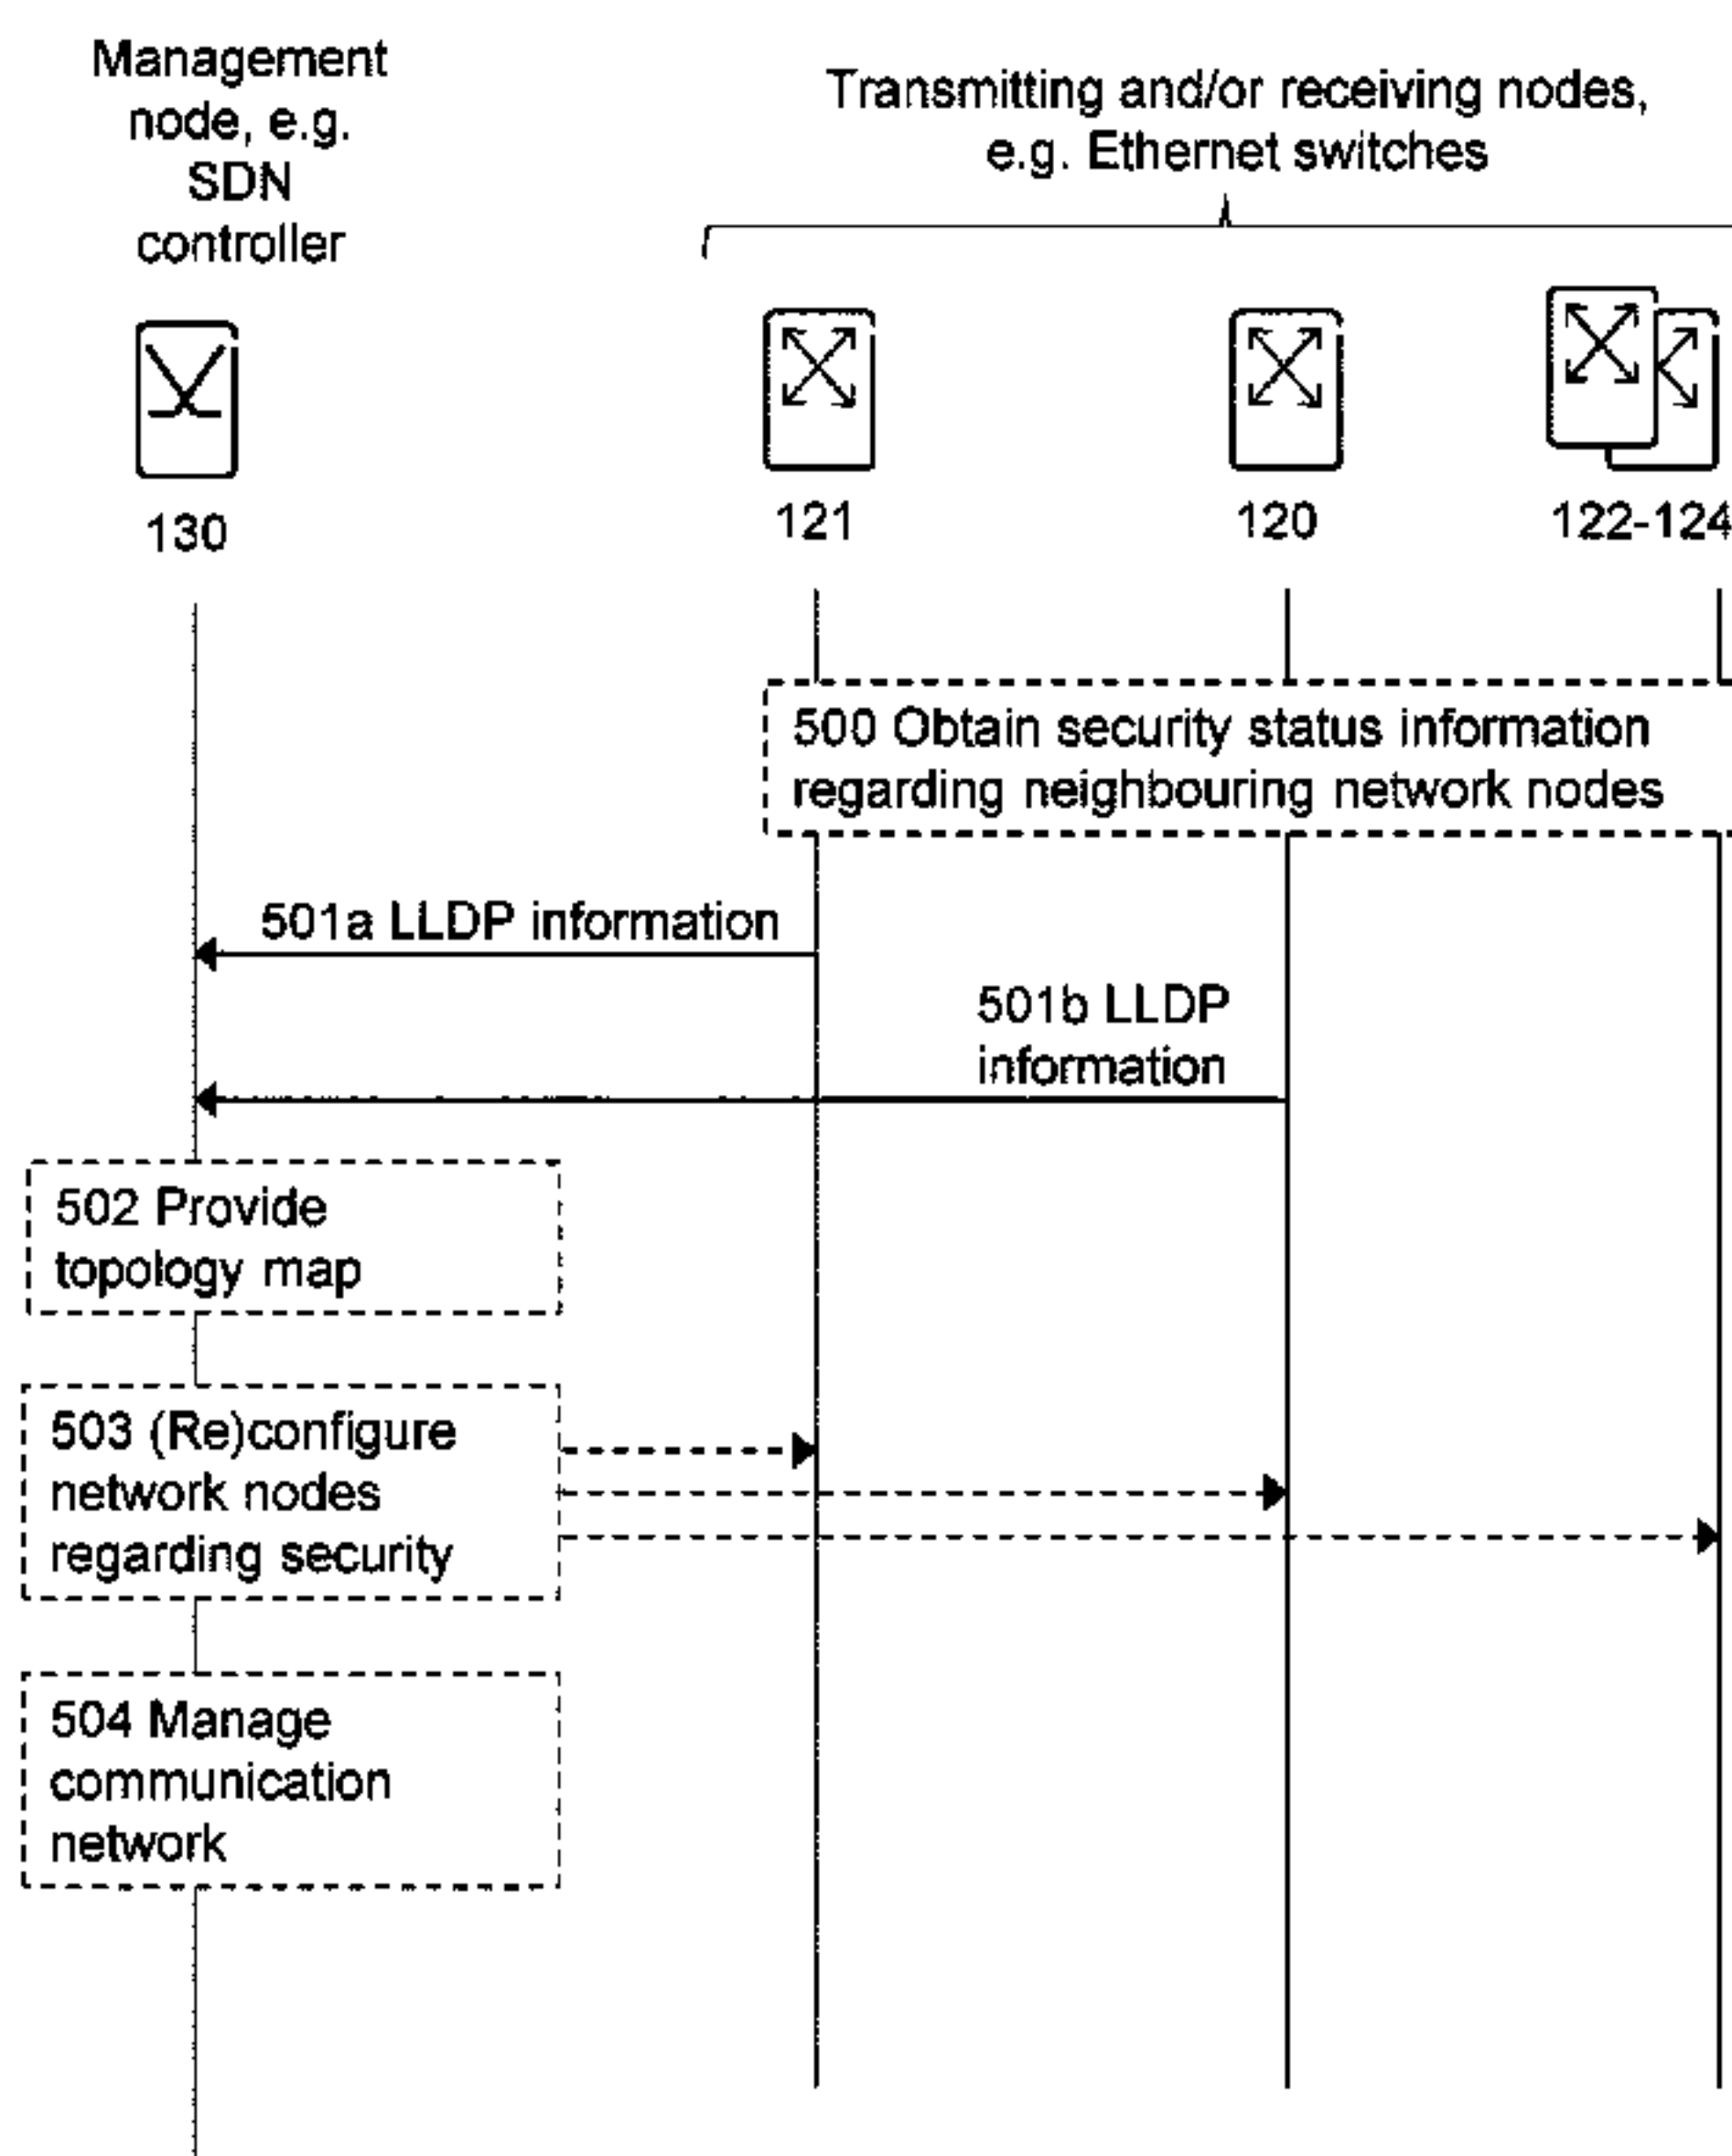 Management
node, e.g.
SDN
controller
Transmitting and/or receiving nodes,
e.g. Ethernet switches
130
121
120
122-124
500 Obtain security status information
regarding neighbouring network nodes
501a LLDP information
501b LLDP
information
502 Provide
topology map
503 (Re)configure
network nodes
regarding security
504 Manage
communication
network